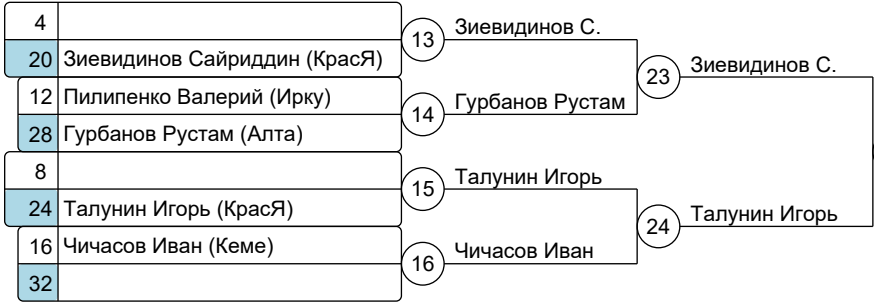 4
20 Зиевидинов Сайриддин (КрасЯ)
13 Зиевидинов С.
12 Пилипенко Валерий (Ирку)
28 Гурбанов Рустам (Алта)
14 Гурбанов Рустам
23 Зиевидинов С.
8
24 Талунин Игорь (КрасЯ)
15 Талунин Игорь
16 Чичасов Иван (Кеме)
32
16 Чичасов Иван
24 Талунин Игорь